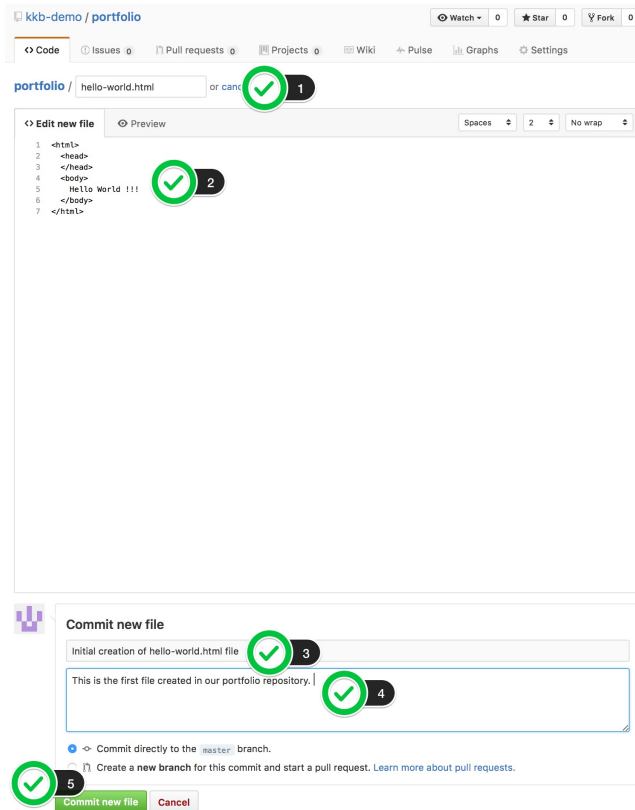 kkb-demo / portfolio
Watch 0 Star 0 Fork 0
Code Issues 0 Pull requests 0 Projects 0 Wiki Pulse Graphs Settings
portfolio / hello-world.html or 1
Edit new file Preview Spaces 2 No wrap
1 <html>
2 <head>
3 </head>
4 <body>
5 Hello World !!!
6 </body>
7 </html>
2
Commit new file
Initial creation of hello-world.html file 3
This is the first file created in our portfolio repository. 4
Commit directly to the master branch.
Create a new branch for this commit and start a pull request. Learn more about pull requests.
5
Commit new file Cancel